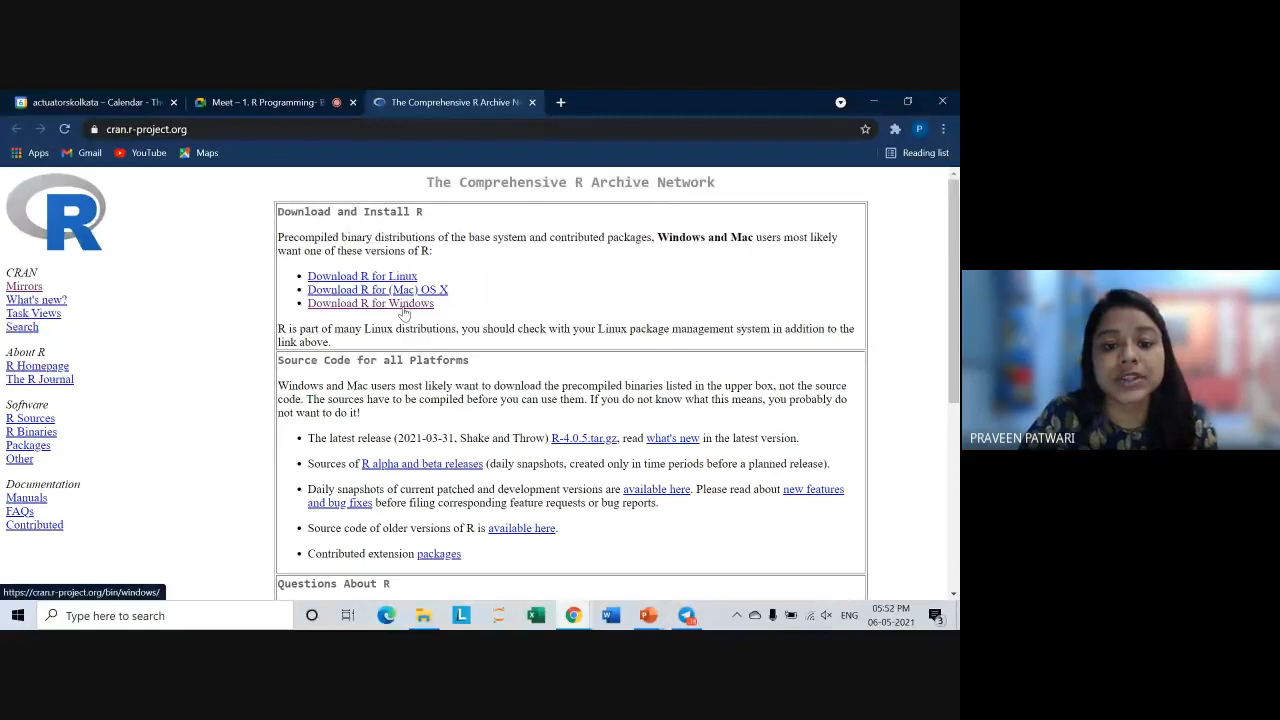 actuatorskolkata – Calendar - Th
Meet – 1. R Programming- B
The Comprehensive R Archive Ne
cran.r-project.org
P
Apps
Gmail
YouTube
Maps
Reading list
R
CRAN
Mirrors
What's new?
Task Views
Search
About R
R Homepage
The R Journal
Software
R Sources
R Binaries
Packages
Other
Documentation
Manuals
FAQs
Contributed
The Comprehensive R Archive Network
Download and Install R
Precompiled binary distributions of the base system and contributed packages, Windows and Mac users most likely
want one of these versions of R:
Download R for Linux
Download R for (Mac) OS X
Download R for Windows
R is part of many Linux distributions, you should check with your Linux package management system in addition to the
link above.
Source Code for all Platforms
Windows and Mac users most likely want to download the precompiled binaries listed in the upper box, not the source
code. The sources have to be compiled before you can use them. If you do not know what this means, you probably do
not want to do it!
The latest release (2021-03-31, Shake and Throw) R-4.0.5.tar.gz, read what's new in the latest version.
Sources of R alpha and beta releases (daily snapshots, created only in time periods before a planned release).
Daily snapshots of current patched and development versions are available here. Please read about new features
and bug fixes before filing corresponding feature requests or bug reports.
Source code of older versions of R is available here.
Contributed extension packages
Questions About R
https://cran.r-project.org/bin/windows/
Type here to search
L
ENG
05:52 PM
06-05-2021
3
PRAVEEN PATWARI